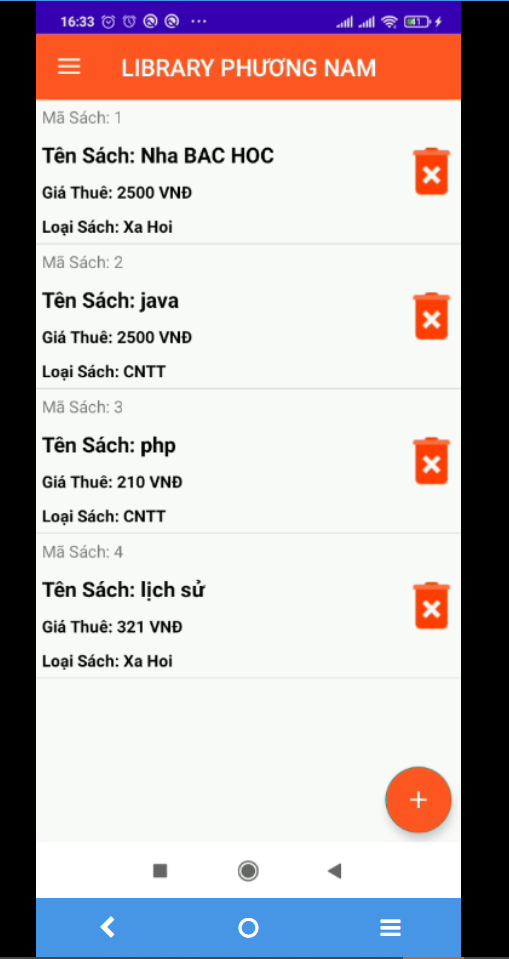 16:33
41
LIBRARY PHƯƠNG NAM
Mã Sách: 1
Tên Sách: Nha BAC HOC
Giá Thuê: 2500 VNĐ
Loại Sách: Xa Hoi
Mã Sách: 2
Tên Sách: java
Giá Thuê: 2500 VNĐ
Loại Sách: CNTT
Mã Sách: 3
Tên Sách: php
Giá Thuê: 210 VNĐ
Loại Sách: CNTT
Mã Sách: 4
Tên Sách: lịch sử
Giá Thuê: 321 VNĐ
Loại Sách: Xa Hoi